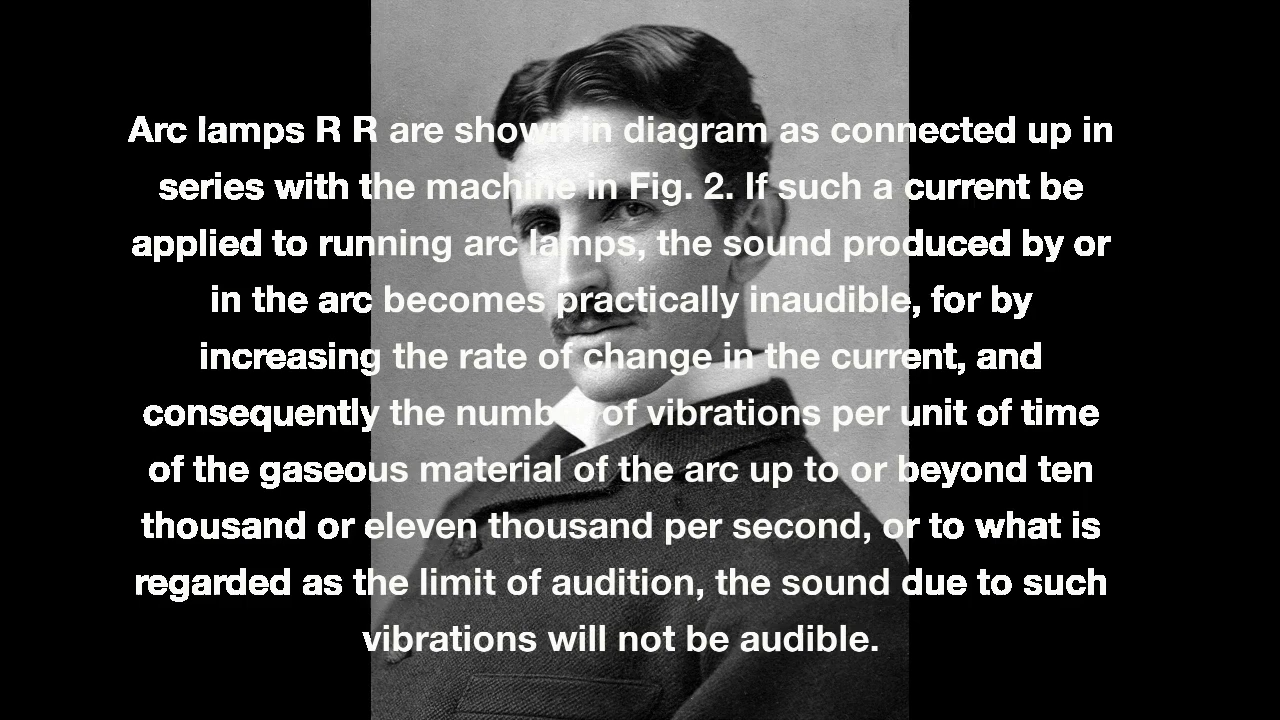 Arc lamps R R are shown in diagram as connected up in
series with the machine in Fig. 2. If such a current be
applied to running arc lamps, the sound produced by or
in the arc becomes practically inaudible, for by
increasing the rate of change in the current, and
consequently the number of vibrations per unit of time
of the gaseous material of the arc up to or beyond ten
thousand or eleven thousand per second, or to what is
regarded as the limit of audition, the sound due to such
vibrations will not be audible.